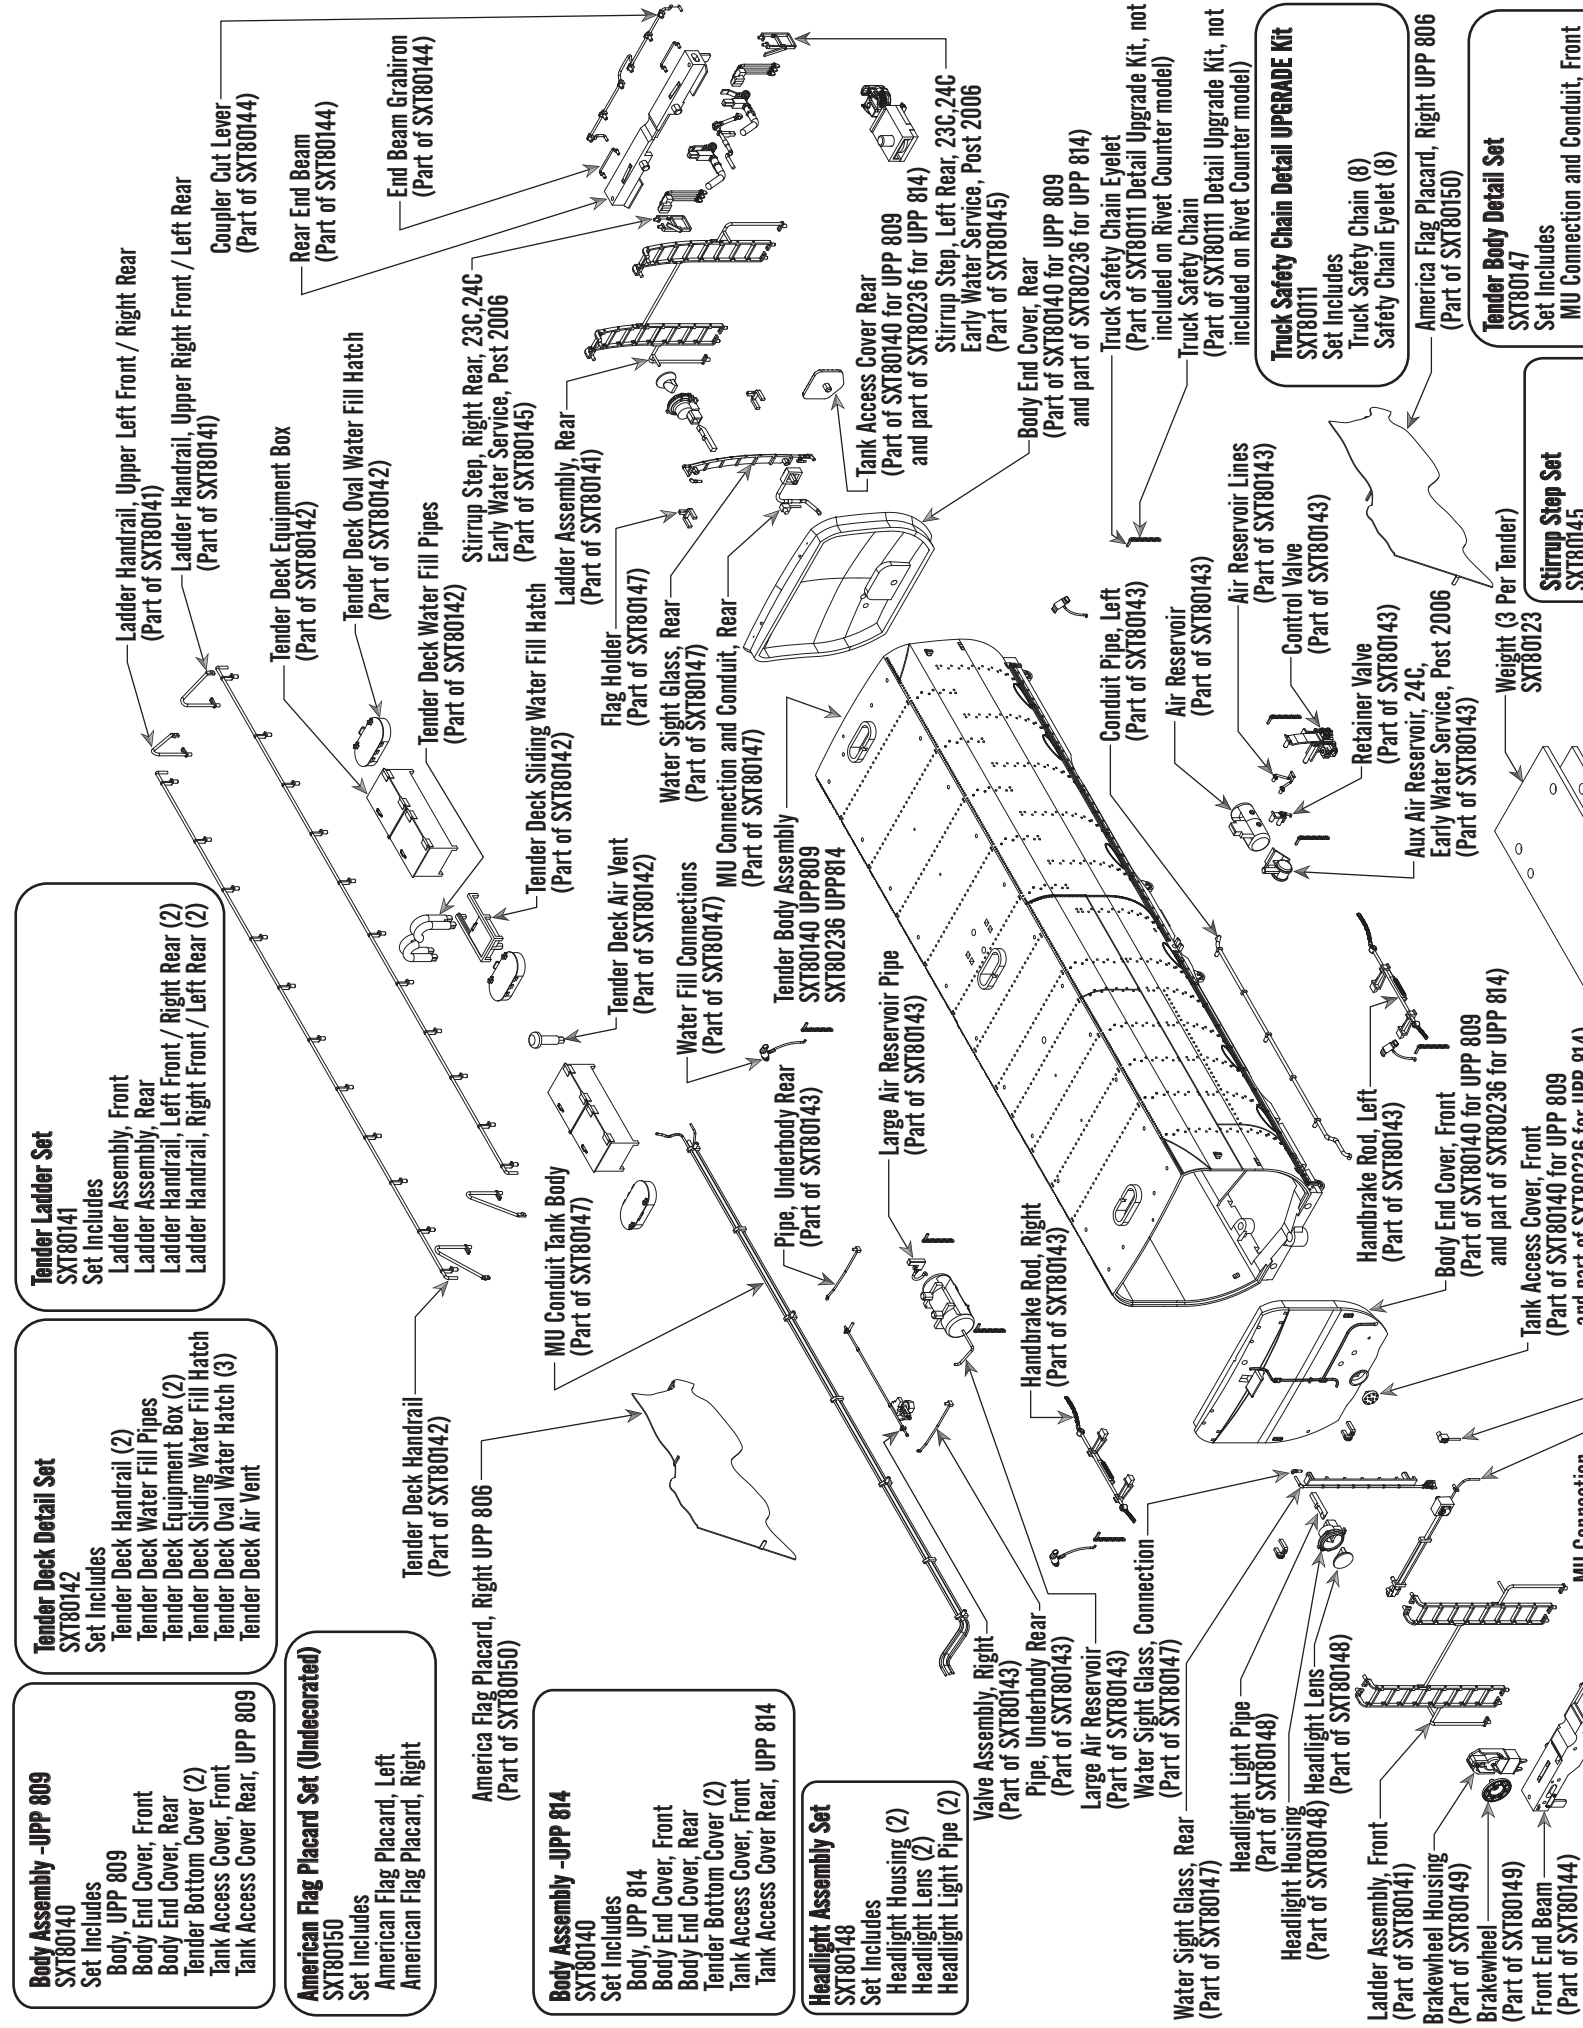 Body Assembly -UPP 809
SXT80140
Set Includes
Body, UPP 809
Body End Cover, Front
Body End Cover, Rear
Tender Bottom Cover (2)
Tank Access Cover, Front
Tank Access Cover Rear, UPP 809
Tender Deck Detail Set
SXT80142
Set Includes
Tender Deck Handrail (2)
Tender Deck Water Fill Pipes
Tender Deck Equipment Box (2)
Tender Deck Sliding Water Fill Hatch
Tender Deck Oval Water Hatch (3)
Tender Deck Air Vent
Tender Ladder Set
SXT80141
Set Includes
Ladder Assembly, Front
Ladder Assembly, Rear
Ladder Handrail, Left Front / Right Rear (2)
Ladder Handrail, Right Front / Left Rear (2)
American Flag Placard Set (Undecorated)
SXT80150
Set Includes
American Flag Placard, Left
American Flag Placard, Right
Body Assembly -UPP 814
SXT80140
Set Includes
Body, UPP 814
Body End Cover, Front
Body End Cover, Rear
Tender Bottom Cover (2)
Tank Access Cover, Front
Tank Access Cover Rear, UPP 814
Headlight Assembly Set
SXT80148
Set Includes
Headlight Housing (2)
Headlight Lens (2)
Headlight Light Pipe (2)
Ladder Handrail, Upper Left Front / Right Rear
(Part of SXT80141)
Ladder Handrail, Upper Right Front / Left Rear
(Part of SXT80141)
Coupler Cut Lever
(Part of SXT80144)
Rear End Beam
(Part of SXT80144)
End Beam Grabiron
(Part of SXT80144)
Tender Deck Equipment Box
(Part of SXT80142)
Tender Deck Oval Water Fill Hatch
(Part of SXT80142)
Tender Deck Water Fill Pipes
(Part of SXT80142)
Stirrup Step, Right Rear, 23C,24C
Early Water Service, Post 2006
(Part of SXT80145)
Tender Deck Sliding Water Fill Hatch
(Part of SXT80142)
Ladder Assembly, Rear
(Part of SXT80141)
Tender Deck Handrail
(Part of SXT80142)
America Flag Placard, Right UPP 806
(Part of SXT80150)
MU Conduit Tank Body
(Part of SXT80147)
Tender Deck Air Vent
(Part of SXT80142)
Flag Holder
(Part of SXT80147)
Water Sight Glass, Rear
(Part of SXT80147)
MU Connection and Conduit, Rear
(Part of SXT80147)
Water Fill Connections
(Part of SXT80147)
Tender Body Assembly
SXT80140 UPP809
SXT80236 UPP814
Pipe, Underbody Rear
(Part of SXT80143)
Large Air Reservoir Pipe
(Part of SXT80143)
Tank Access Cover Rear
(Part of SXT80140 for UPP 809
and part of SXT80236 for UPP 814)
Stirrup Step, Left Rear, 23C,24C
Early Water Service, Post 2006
(Part of SXT80145)
Body End Cover, Rear
(Part of SXT80140 for UPP 809
and part of SXT80236 for UPP 814)
Truck Safety Chain Eyelet
(Part of SXT80111 Detail Upgrade Kit, not
included on Rivet Counter model)
Truck Safety Chain
(Part of SXT80111 Detail Upgrade Kit, not
included on Rivet Counter model)
Conduit Pipe, Left
(Part of SXT80143)
Air Reservoir
(Part of SXT80143)
Air Reservoir Lines
(Part of SXT80143)
Control Valve
(Part of SXT80143)
Retainer Valve
(Part of SXT80143)
Aux Air Reservoir, 24C,
Early Water Service, Post 2006
(Part of SXT80143)
Truck Safety Chain Detail UPGRADE Kit
SXT80111
Set Includes
Truck Safety Chain (8)
Safety Chain Eyelet (8)
America Flag Placard, Right UPP 806
(Part of SXT80150)
Tender Body Detail Set
SXT80147
Set Includes
MU Connection and Conduit, Front
Weight (3 Per Tender)
SXT80123
Stirrup Step Set
SXT80145
Valve Assembly, Right
(Part of SXT80143)
Pipe, Underbody Rear
(Part of SXT80143)
Large Air Reservoir
(Part of SXT80143)
Water Sight Glass, Connection
(Part of SXT80147)
Handbrake Rod, Right
(Part of SXT80143)
Water Sight Glass, Rear
(Part of SXT80147)
Headlight Light Pipe
(Part of SXT80148)
Headlight Housing
(Part of SXT80148)
Headlight Lens
(Part of SXT80148)
Handbrake Rod, Left
(Part of SXT80143)
Body End Cover, Front
(Part of SXT80140 for UPP 809
and part of SXT80236 for UPP 814)
Tank Access Cover, Front
(Part of SXT80140 for UPP 809
and part of SXT80236 for UPP 814)
Ladder Assembly, Front
(Part of SXT80141)
Brakewheel Housing
(Part of SXT80149)
Brakewheel
(Part of SXT80149)
Front End Beam
(Part of SXT80144)
MU Connection